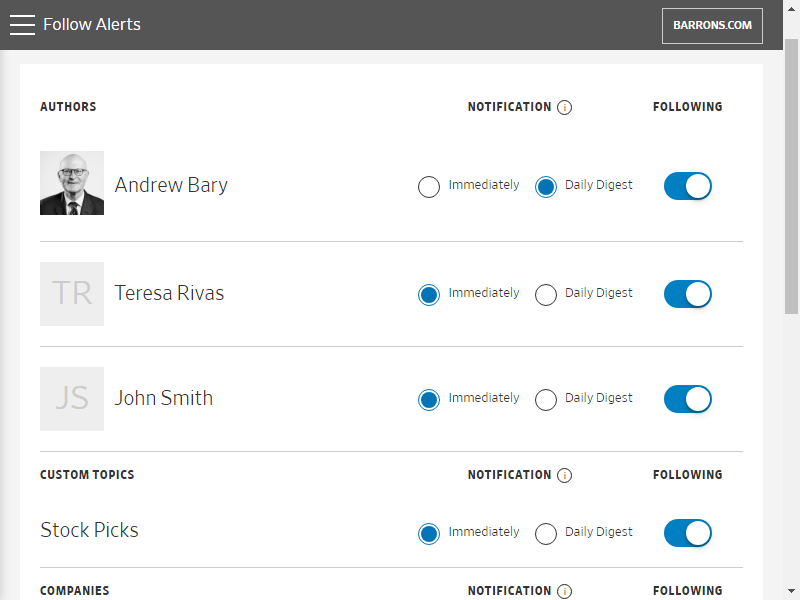 Follow Alerts
BARRONS.COM
AUTHORS NOTIFICATION i FOLLOWING
Andrew Bary Immediately Daily Digest
TR Teresa Rivas Immediately Daily Digest
JS John Smith Immediately Daily Digest
CUSTOM TOPICS NOTIFICATION i FOLLOWING
Stock Picks Immediately Daily Digest
COMPANIES NOTIFICATION i FOLLOWING